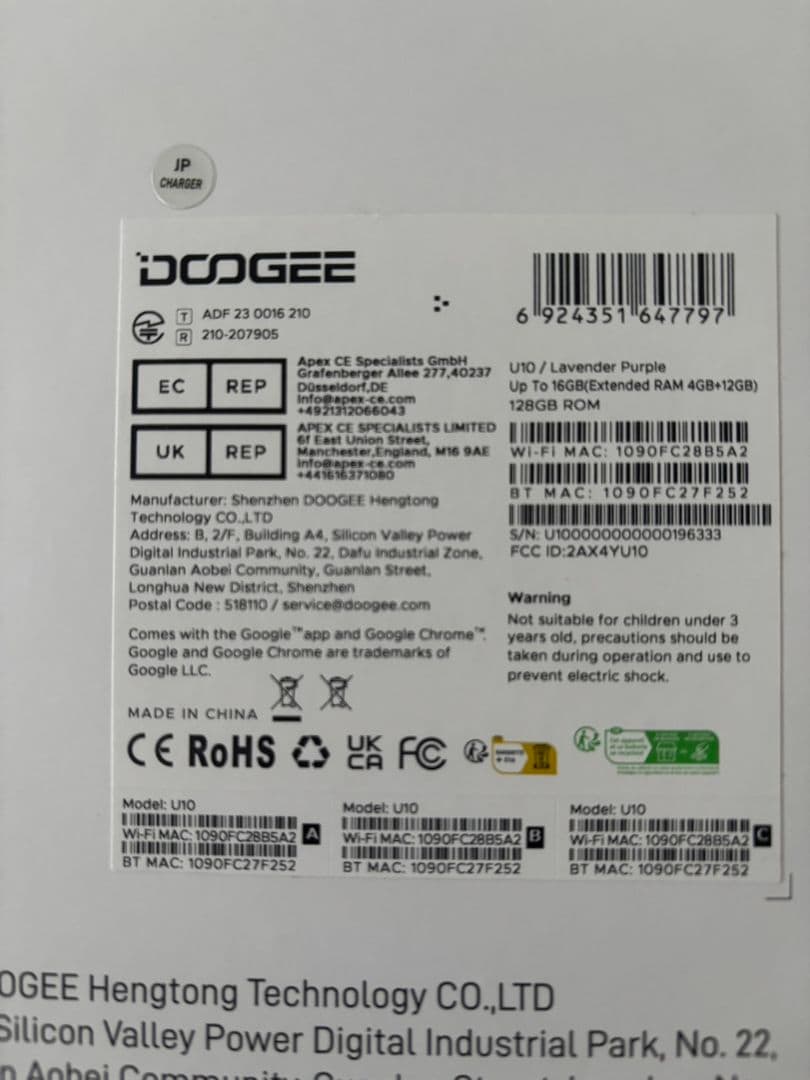 JP
CHARGER
DOOGEE
T ADF 23 0016 210
R 210-207905
6 924351 647797
EC REP
Apex CE Specialists GmbH
Grafenberger Allee 277,40237
Düsseldorf,DE
Info@apex-ce.com
+4921312066043
UK REP
APEX CE SPECIALISTS LIMITED
6f East Union Street,
Manchester,England, M16 9AE
Info@apex-ce.com
+441616371080
U10 / Lavender Purple
Up To 16GB(Extended RAM 4GB+12GB)
128GB ROM
Wi-Fi MAC: 1090FC28B5A2
BT MAC: 1090FC27F252
S/N: U1000000000000196333
FCC ID:2AX4YU10
Manufacturer: Shenzhen DOOGEE Hengtong
Technology CO.,LTD
Address: B, 2/F, Building A4, Silicon Valley Power
Digital Industrial Park, No. 22, Dafu Industrial Zone,
Guanlan Aobei Community, Guanlan Street,
Longhua New District, Shenzhen
Postal Code : 518110 / service@doogee.com
Comes with the Google™app and Google Chrome™.
Google and Google Chrome are trademarks of
Google LLC.
Warning
Not suitable for children under 3
years old, precautions should be
taken during operation and use to
prevent electric shock.
MADE IN CHINA
CE RoHS UK CA FC
Model: U10
Wi-Fi MAC: 1090FC28B5A2 A
BT MAC: 1090FC27F252
Model: U10
Wi-Fi MAC: 1090FC28B5A2 B
BT MAC: 1090FC27F252
Model: U10
Wi-Fi MAC: 1090FC28B5A2 C
BT MAC: 1090FC27F252
OGEE Hengtong Technology CO.,LTD
Silicon Valley Power Digital Industrial Park, No. 22,